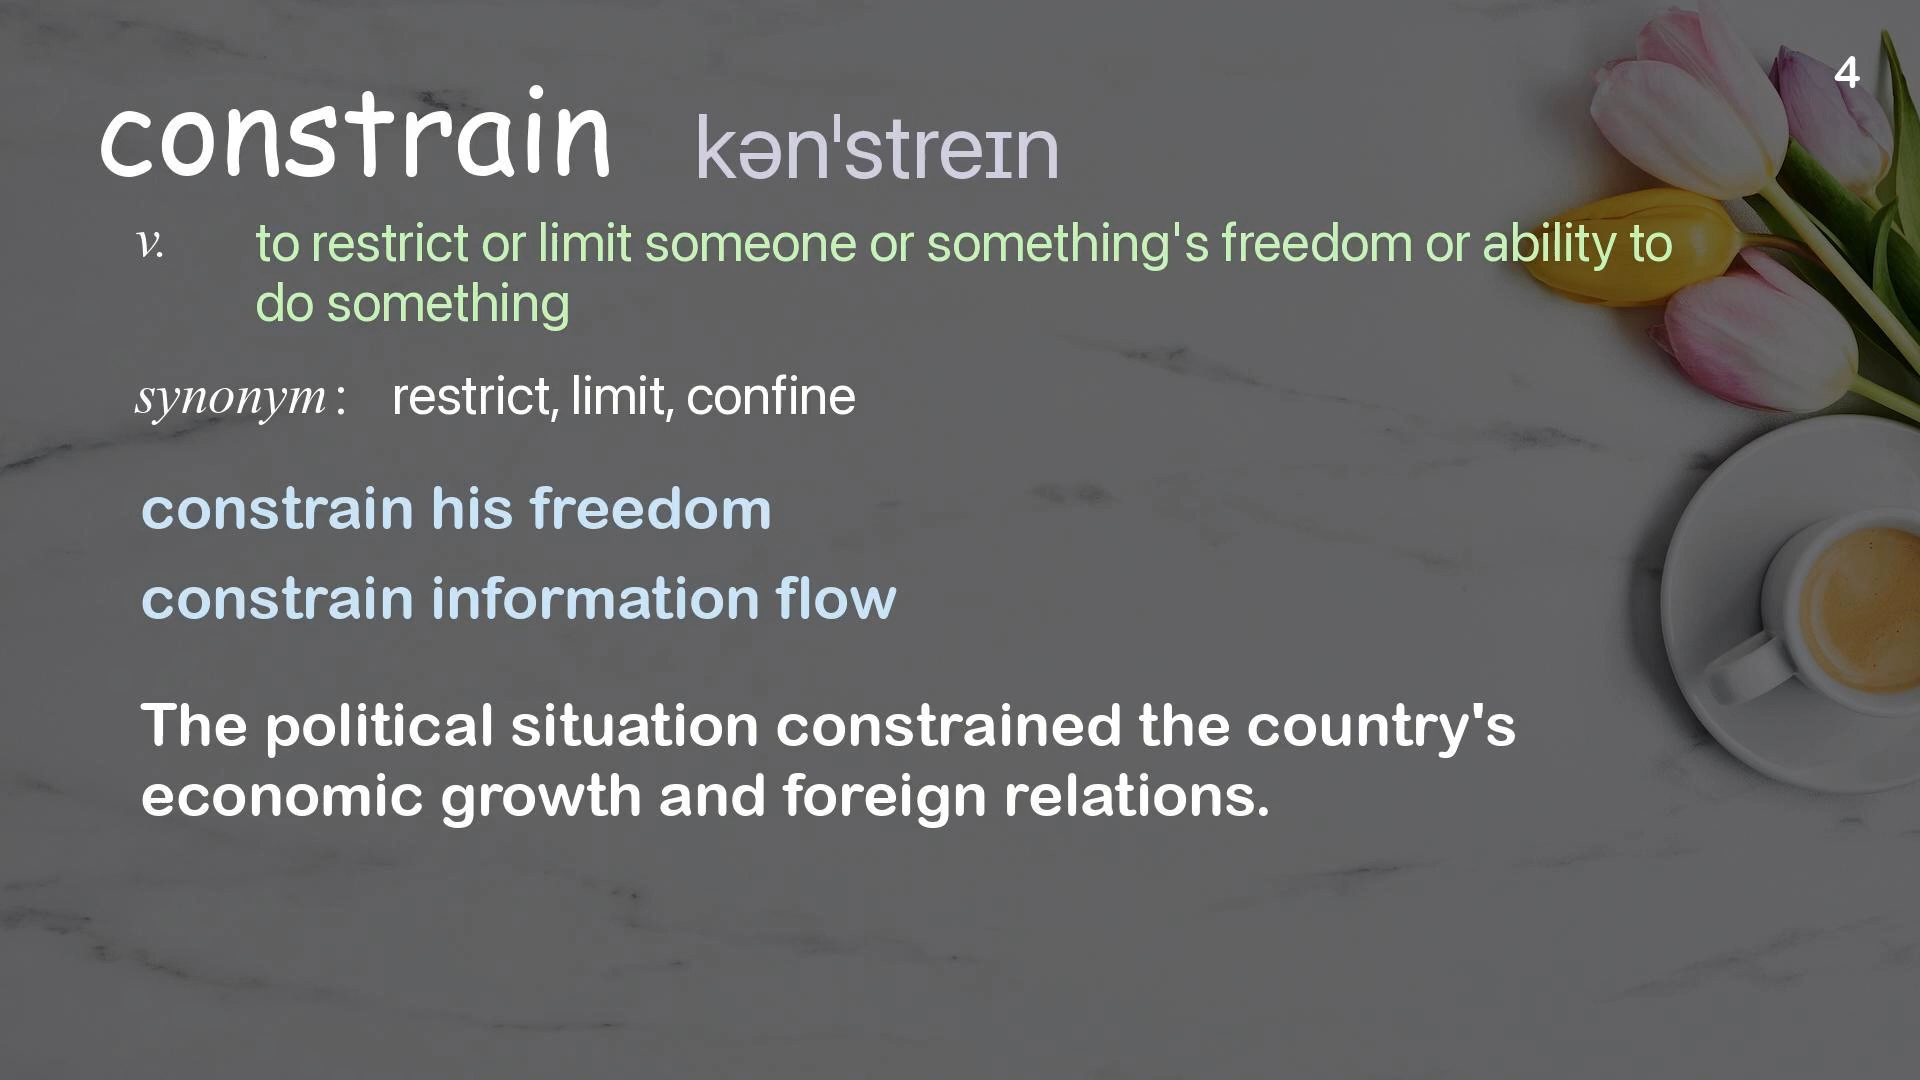 4
constrain kən'streɪn
v. to restrict or limit someone or something's freedom or ability to
do something
synonym : restrict, limit, confine
constrain his freedom
constrain information flow
The political situation constrained the country's
economic growth and foreign relations.